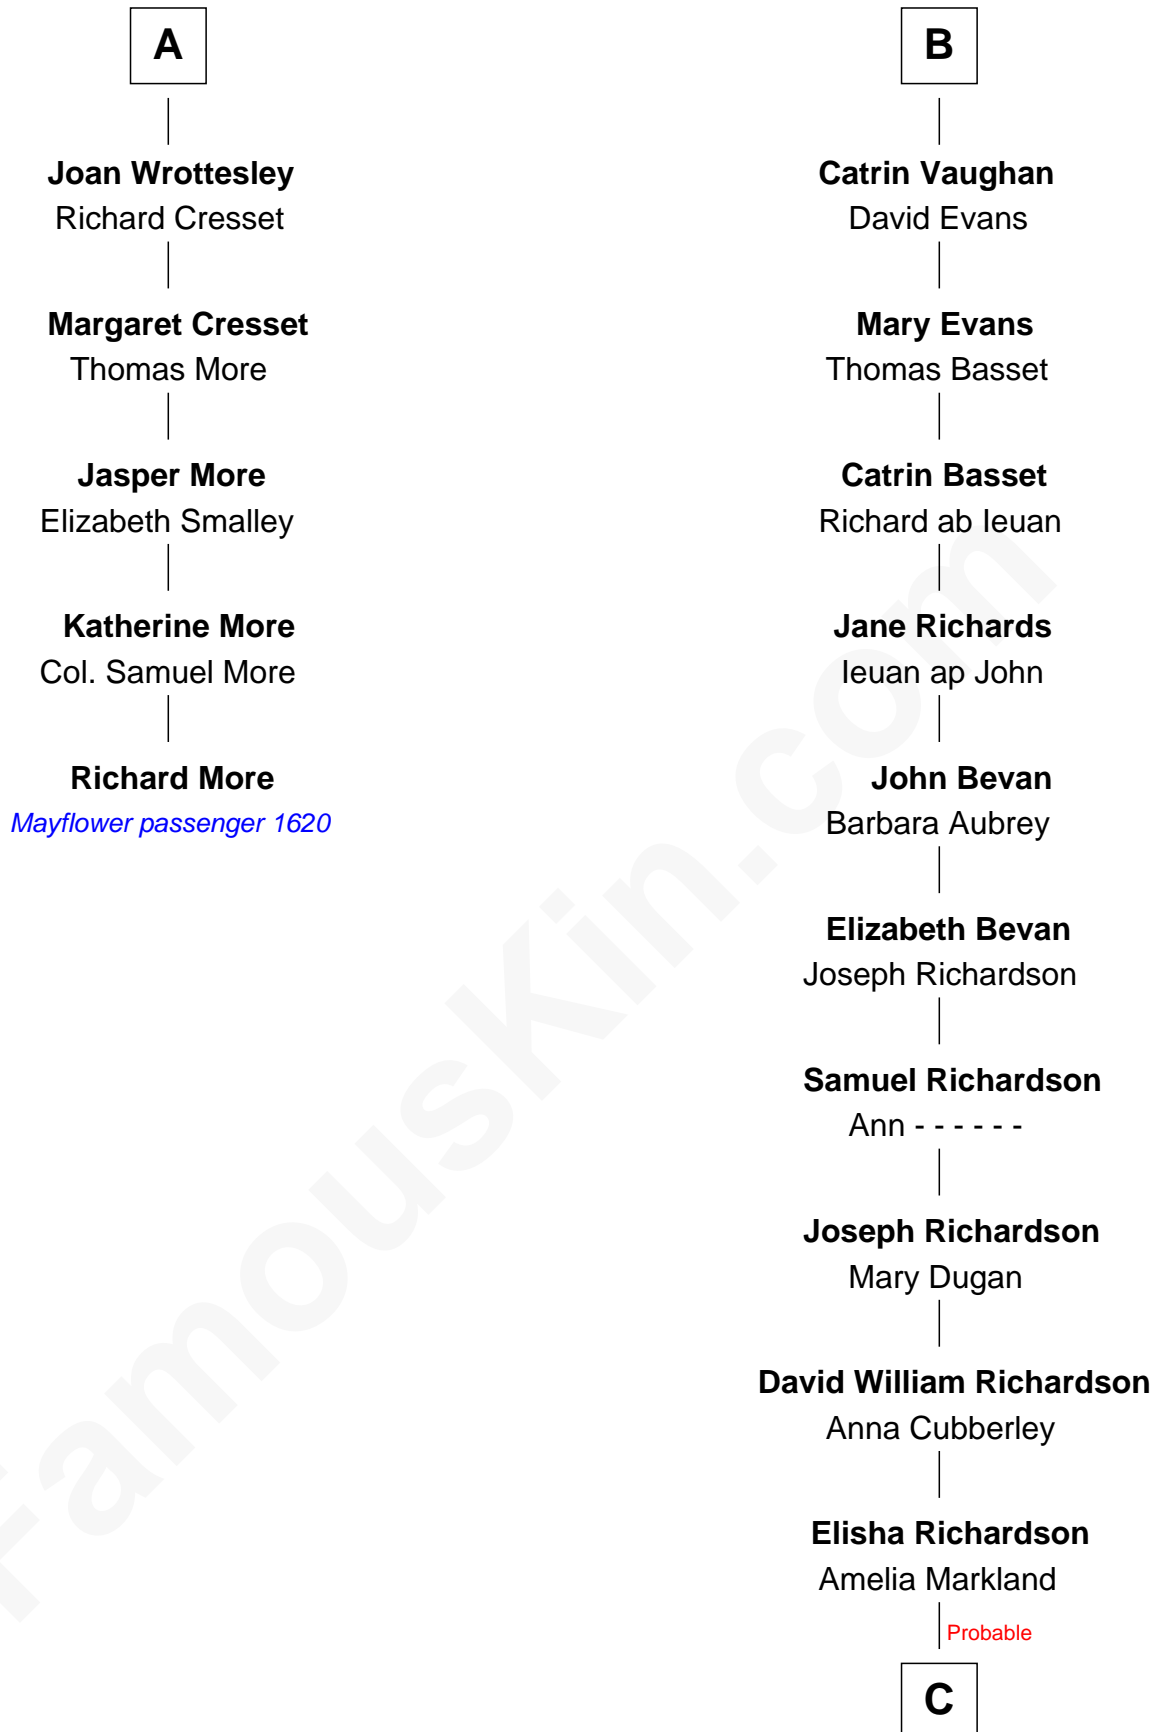 A
Joan Wrottesley
Richard Cresset
Margaret Cresset
Thomas More
Jasper More
Elizabeth Smalley
Katherine More
Col. Samuel More
Richard More
Mayflower passenger 1620
B
Catrin Vaughan
David Evans
Mary Evans
Thomas Basset
Catrin Basset
Richard ab Ieuan
Jane Richards
Ieuan ap John
John Bevan
Barbara Aubrey
Elizabeth Bevan
Joseph Richardson
Samuel Richardson
Ann - - - - - -
Joseph Richardson
Mary Dugan
David William Richardson
Anna Cubberley
Elisha Richardson
Amelia Markland
Probable
C
FamousKin.com